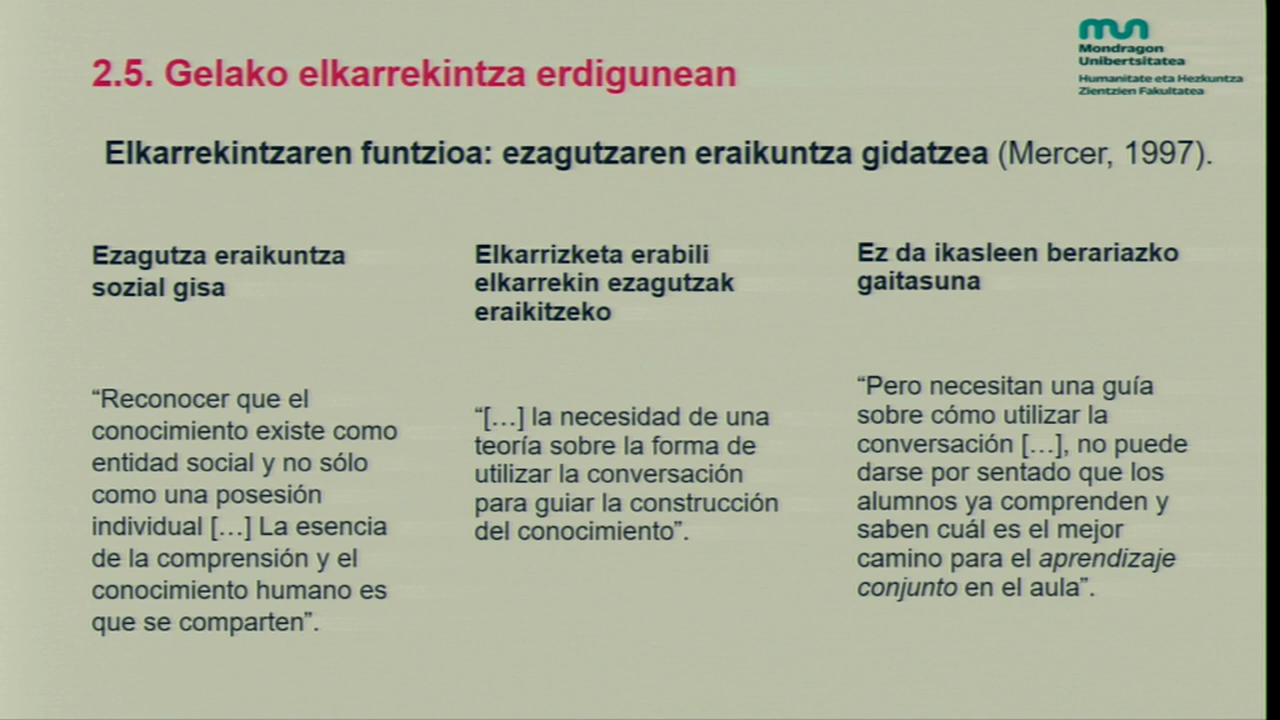 2.5. Gelako elkarrekintza erdigunean
Mondragon
Unibertsitatea
Humanitate eta Hezkuntza
Zientzien Fakultatea
Elkarrekintzaren funtzioa: ezagutzaren eraikuntza gidatzea (Mercer, 1997).
Ezagutza eraikuntza
sozial gisa
“Reconocer que el
conocimiento existe como
entidad social y no sólo
como una posesión
individual […] La esencia
de la comprensión y el
conocimiento humano es
que se comparten”.
Elkarrizketa erabili
elkarrekin ezagutzak
eraikitzeko
“[…] la necesidad de una
teoría sobre la forma de
utilizar la conversación
para guiar la construcción
del conocimiento”.
Ez da ikasleen berariazko
gaitasuna
“Pero necesitan una guía
sobre cómo utilizar la
conversación […], no puede
darse por sentado que los
alumnos ya comprenden y
saben cuál es el mejor
camino para el aprendizaje
conjunto en el aula”.